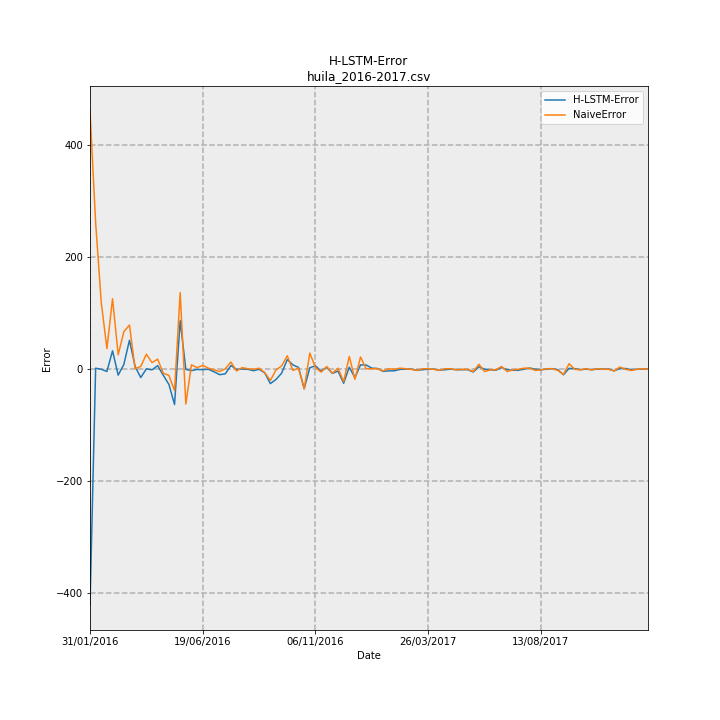 H-LSTM-Error
huila_2016-2017.csv
H-LSTM-Error
NaiveError
400
200
0
−200
−400
Error
31/01/2016
19/06/2016
06/11/2016
26/03/2017
13/08/2017
Date